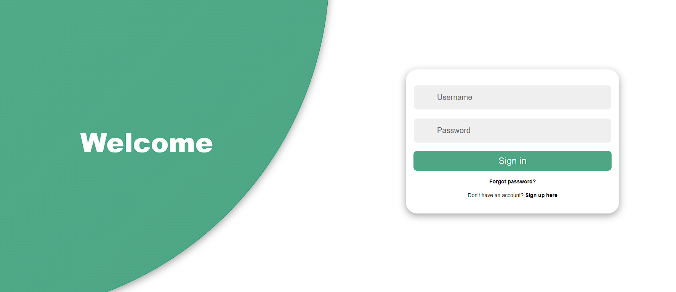 Welcome
Username
Password
Sign in
Forgot password?
Don't have an account? Sign up here